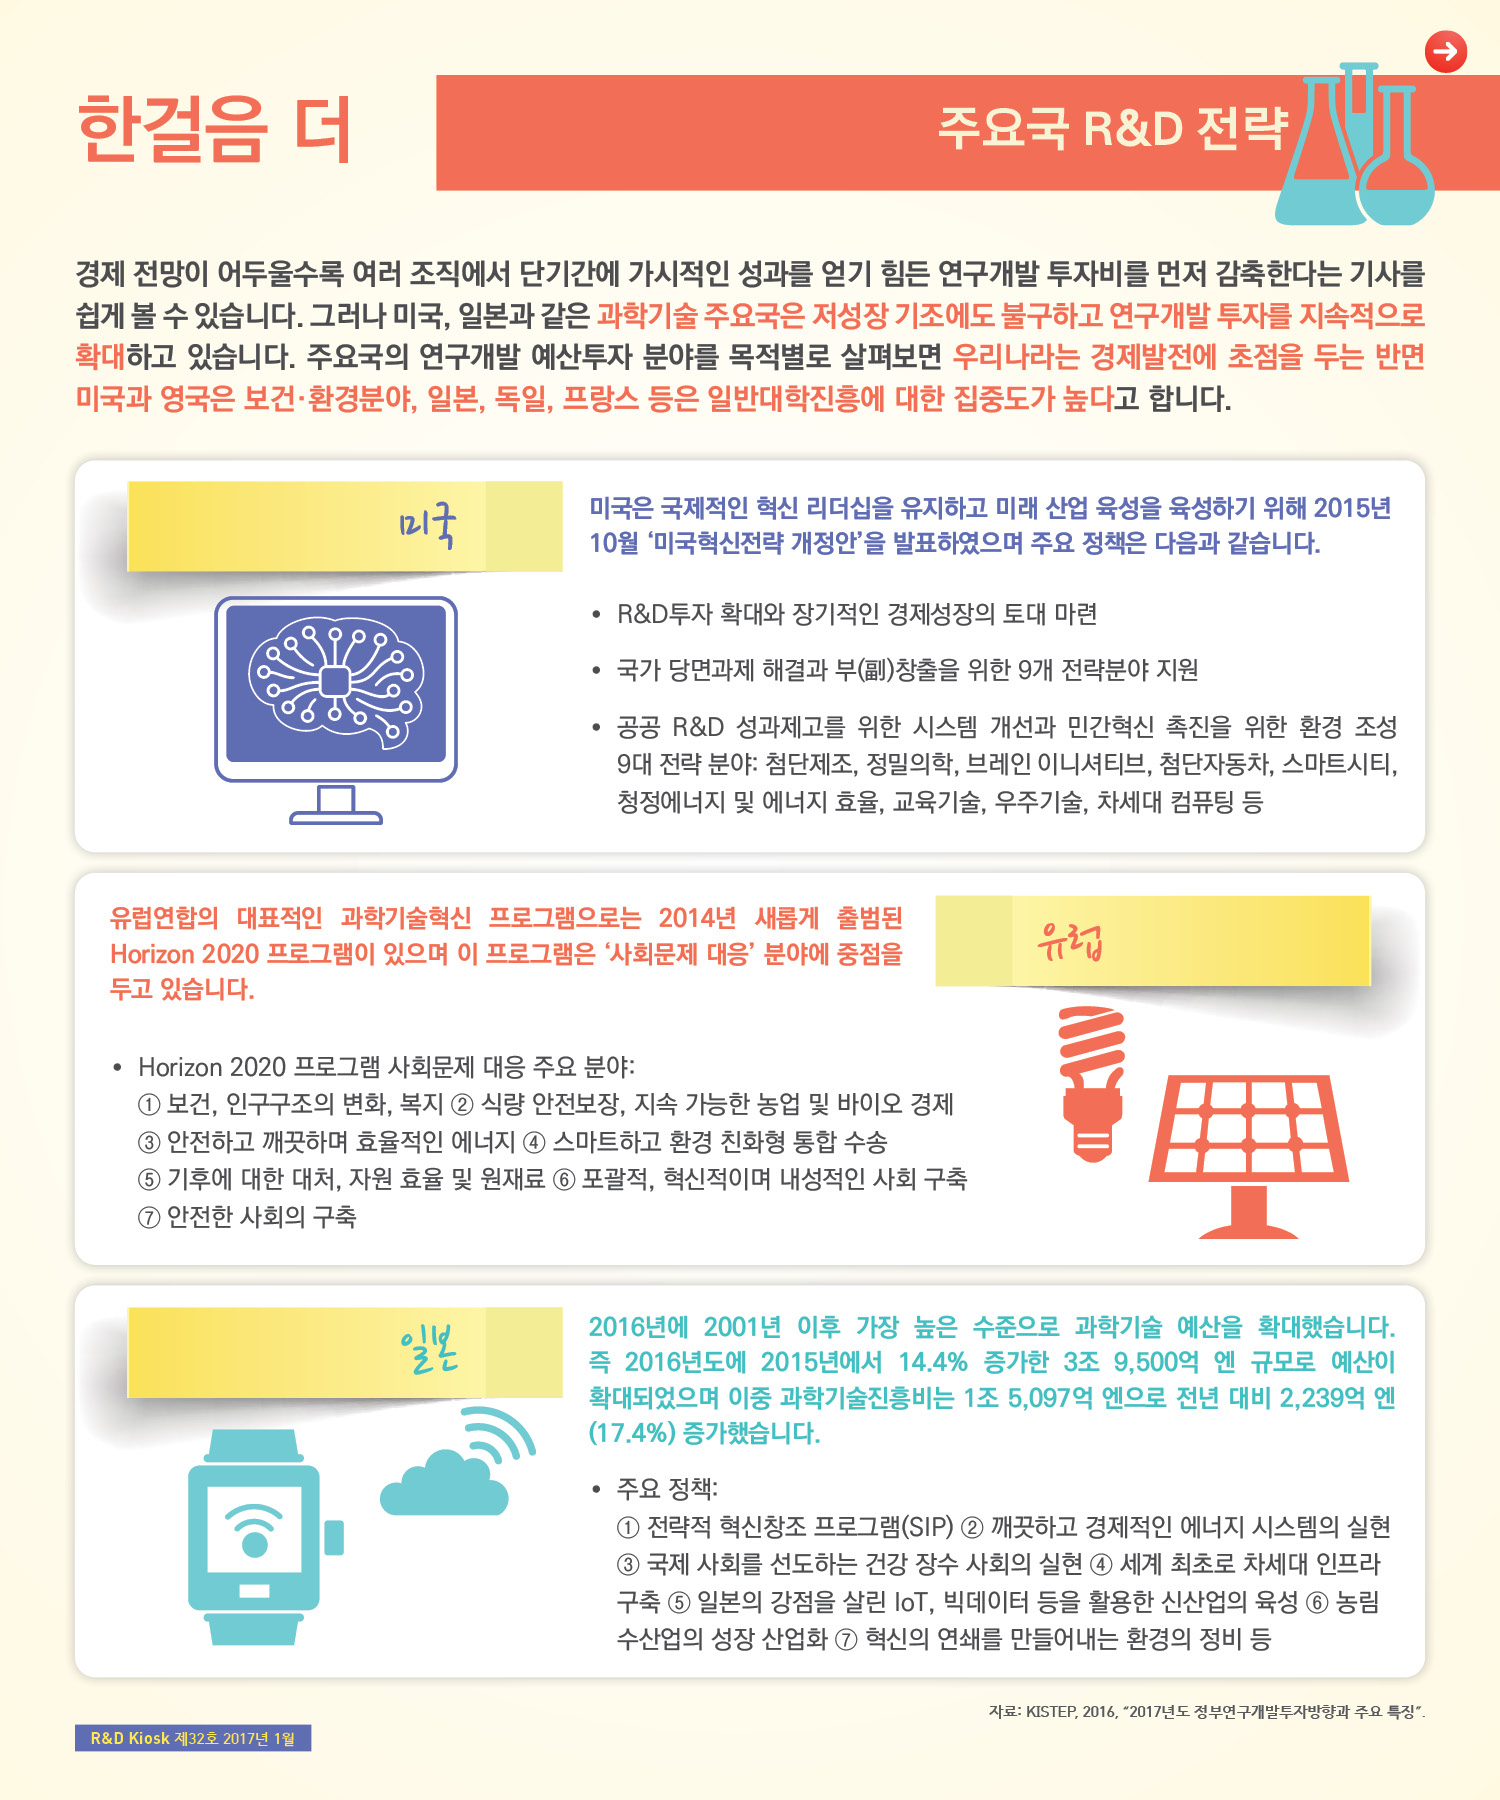 한걸음 더
주요국 R&D 전략
경제 전망이 어두울수록 여러 조직에서 단기간에 가시적인 성과를 얻기 힘든 연구개발 투자비를 먼저 감축한다는 기사를
쉽게 볼 수 있습니다. 그러나 미국, 일본과 같은 과학기술 주요국은 저성장 기조에도 불구하고 연구개발 투자를 지속적으로
확대하고 있습니다. 주요국의 연구개발 예산투자 분야를 목적별로 살펴보면 우리나라는 경제발전에 초점을 두는 반면
미국과 영국은 보건·환경분야, 일본, 독일, 프랑스 등은 일반대학진흥에 대한 집중도가 높다고 합니다.
미국
미국은 국제적인 혁신 리더십을 유지하고 미래 산업 육성을 육성하기 위해 2015년
10월 ‘미국혁신전략 개정안’을 발표하였으며 주요 정책은 다음과 같습니다.
• R&D투자 확대와 장기적인 경제성장의 토대 마련
• 국가 당면과제 해결과 부(副)창출을 위한 9개 전략분야 지원
• 공공 R&D 성과제고를 위한 시스템 개선과 민간혁신 촉진을 위한 환경 조성
9대 전략 분야: 첨단제조, 정밀의학, 브레인 이니셔티브, 첨단자동차, 스마트시티,
청정에너지 및 에너지 효율, 교육기술, 우주기술, 차세대 컴퓨팅 등
유럽연합의 대표적인 과학기술혁신 프로그램으로는 2014년 새롭게 출범된
Horizon 2020 프로그램이 있으며 이 프로그램은 ‘사회문제 대응’ 분야에 중점을
두고 있습니다.
유럽
• Horizon 2020 프로그램 사회문제 대응 주요 분야:
① 보건, 인구구조의 변화, 복지 ② 식량 안전보장, 지속 가능한 농업 및 바이오 경제
③ 안전하고 깨끗하며 효율적인 에너지 ④ 스마트하고 환경 친화형 통합 수송
⑤ 기후에 대한 대처, 자원 효율 및 원재료 ⑥ 포괄적, 혁신적이며 내성적인 사회 구축
⑦ 안전한 사회의 구축
일본
2016년에 2001년 이후 가장 높은 수준으로 과학기술 예산을 확대했습니다.
즉 2016년도에 2015년에서 14.4% 증가한 3조 9,500억 엔 규모로 예산이
확대되었으며 이중 과학기술진흥비는 1조 5,097억 엔으로 전년 대비 2,239억 엔
(17.4%) 증가했습니다.
• 주요 정책:
① 전략적 혁신창조 프로그램(SIP) ② 깨끗하고 경제적인 에너지 시스템의 실현
③ 국제 사회를 선도하는 건강 장수 사회의 실현 ④ 세계 최초로 차세대 인프라
구축 ⑤ 일본의 강점을 살린 IoT, 빅데이터 등을 활용한 신산업의 육성 ⑥ 농림
수산업의 성장 산업화 ⑦ 혁신의 연쇄를 만들어내는 환경의 정비 등
자료: KISTEP, 2016, “2017년도 정부연구개발투자방향과 주요 특징”.
R&D Kiosk 제32호 2017년 1월